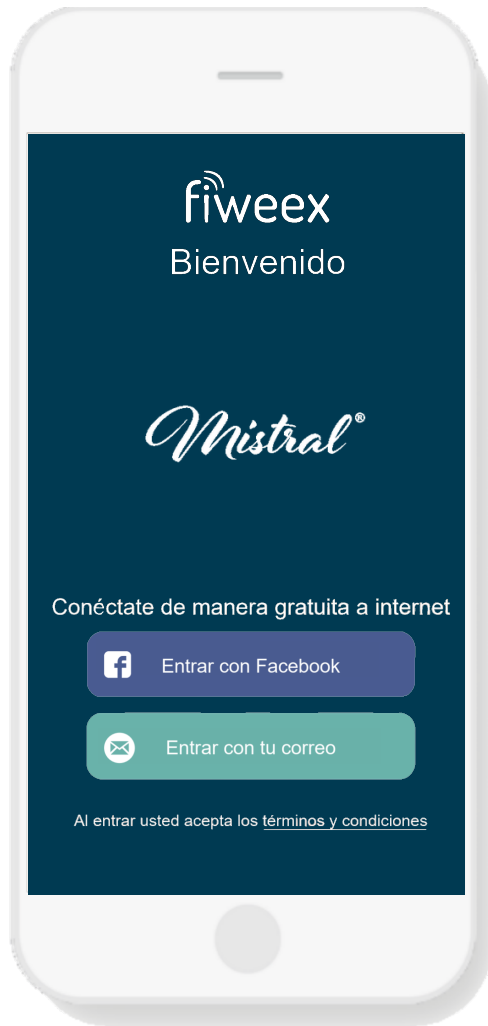 fiweex
Bienvenido
Mistral®
Conéctate de manera gratuita a internet
Entrar con Facebook
Entrar con tu correo
Al entrar usted acepta los términos y condiciones